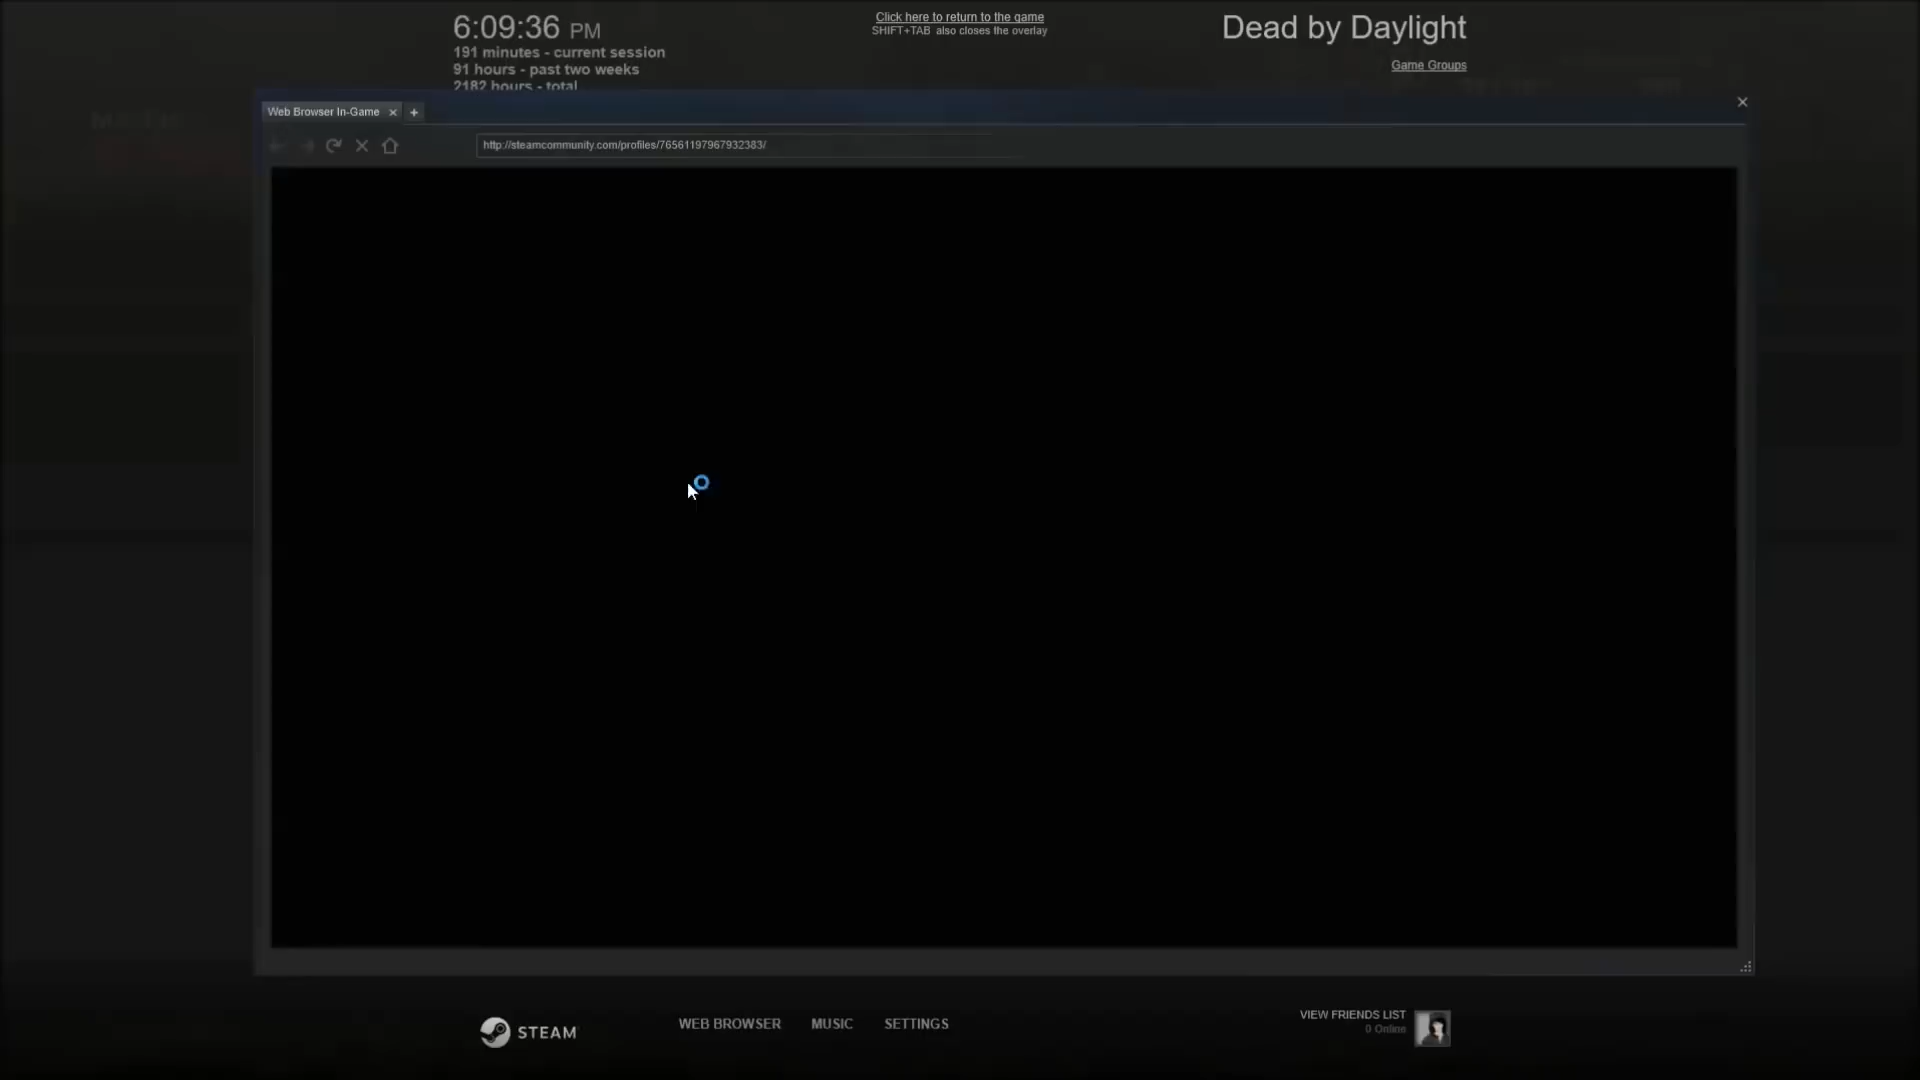 6:09:36 PM
191 minutes - current session
91 hours - past two weeks
2182 hours - total
Click here to return to the game
SHIFT+TAB also closes the overlay
Dead by Daylight
Game Groups
Web Browser In-Game
http://steamcommunity.com/profiles/76561197967932383/
STEAM
WEB BROWSER
MUSIC
SETTINGS
VIEW FRIENDS LIST
0 Online